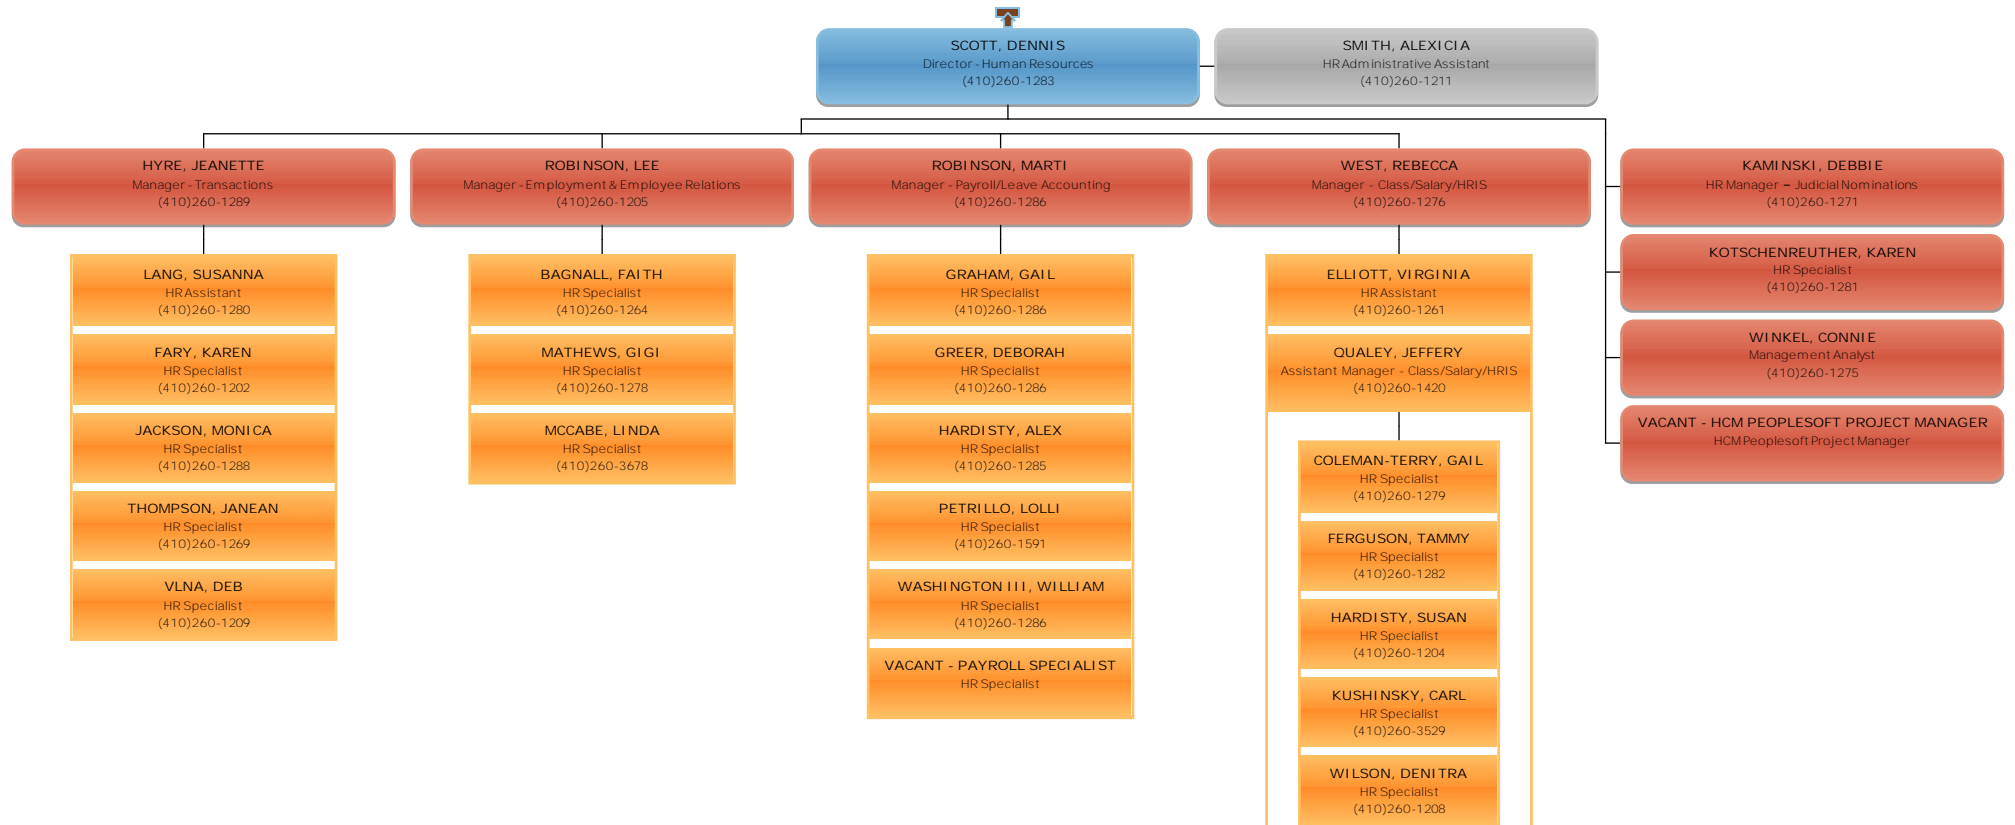 SCOTT, DENNIS
Director - Human Resources
(410)260-1283
SMITH, ALEXICIA
HR Administrative Assistant
(410)260-1211
HYRE, JEANETTE
Manager - Transactions
(410)260-1289
ROBINSON, LEE
Manager - Employment & Employee Relations
(410)260-1205
ROBINSON, MARTI
Manager - Payroll/Leave Accounting
(410)260-1286
WEST, REBECCA
Manager - Class/Salary/HRIS
(410)260-1276
KAMINSKI, DEBBIE
HR Manager – Judicial Nominations
(410)260-1271
KOTSCHENREUTHER, KAREN
HR Specialist
(410)260-1281
WINKEL, CONNIE
Management Analyst
(410)260-1275
VACANT - HCM PEOPLESOFT PROJECT MANAGER
HCM Peoplesoft Project Manager
LANG, SUSANNA
HR Assistant
(410)260-1280
FARY, KAREN
HR Specialist
(410)260-1202
JACKSON, MONICA
HR Specialist
(410)260-1288
THOMPSON, JANEAN
HR Specialist
(410)260-1269
VLNA, DEB
HR Specialist
(410)260-1209
BAGNALL, FAITH
HR Specialist
(410)260-1264
MATHEWS, GIGI
HR Specialist
(410)260-1278
MCCABE, LINDA
HR Specialist
(410)260-3678
GRAHAM, GAIL
HR Specialist
(410)260-1286
GREER, DEBORAH
HR Specialist
(410)260-1286
HARDISTY, ALEX
HR Specialist
(410)260-1285
PETRILLO, LOLLI
HR Specialist
(410)260-1591
WASHINGTON III, WILLIAM
HR Specialist
(410)260-1286
VACANT - PAYROLL SPECIALIST
HR Specialist
ELLIOTT, VIRGINIA
HR Assistant
(410)260-1261
QUALEY, JEFFERY
Assistant Manager - Class/Salary/HRIS
(410)260-1420
COLEMAN-TERRY, GAIL
HR Specialist
(410)260-1279
FERGUSON, TAMMY
HR Specialist
(410)260-1282
HARDISTY, SUSAN
HR Specialist
(410)260-1204
KUSHINSKY, CARL
HR Specialist
(410)260-3529
WILSON, DENITRA
HR Specialist
(410)260-1208